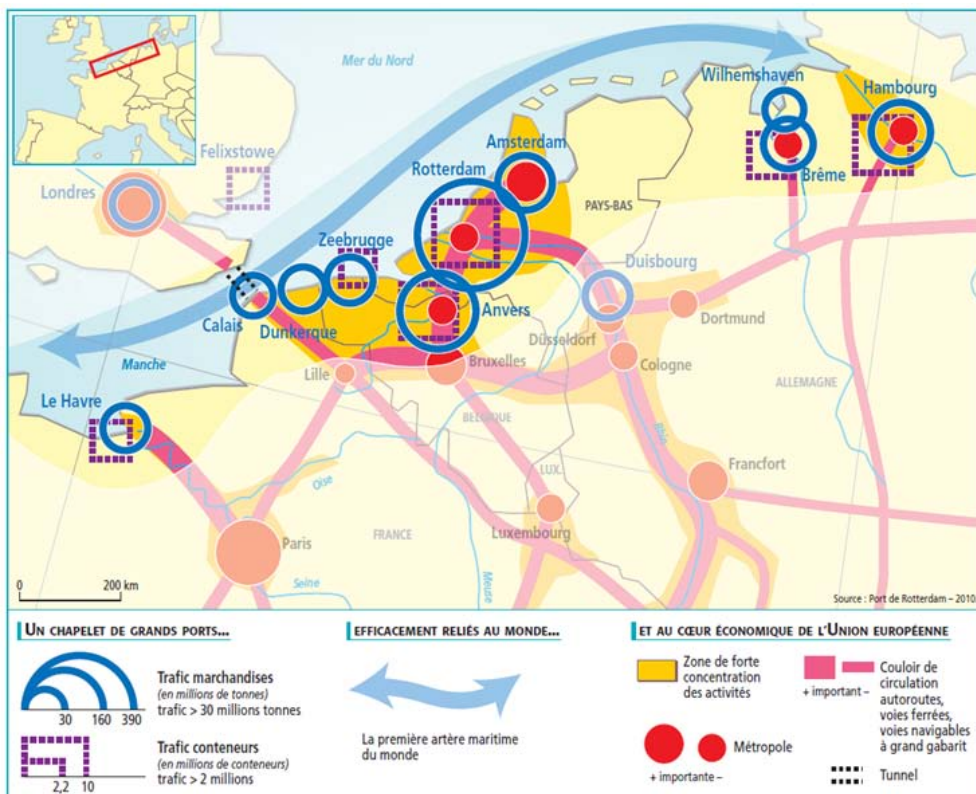 Mer du Nord
Wilhemshaven
Hambourg
Amsterdam
Felixstowe
Rotterdam
Londres
Brême
PAYS-BAS
Zeebrugge
Duisbourg
Calais
Dunkerque
Anvers
Dortmund
Düsseldorf
Manche
Lille
Bruxelles
Cologne
ALLEMAGNE
Le Havre
BELGIQUE
Rhin
Oise
LUX.
Francfort
Paris
FRANCE
Luxembourg
Seine
Meuse
0 200 km
Source : Port de Rotterdam – 2010
UN CHAPELET DE GRANDS PORTS...
Trafic marchandises
(en millions de tonnes)
trafic > 30 millions tonnes
30 160 390
Trafic conteneurs
(en millions de conteneurs)
trafic > 2 millions
2,2 10
EFFICACEMENT RELIÉS AU MONDE...
La première artère maritime
du monde
ET AU CŒUR ÉCONOMIQUE DE L'UNION EUROPÉENNE
Zone de forte
concentration
des activités
Métropole
+ importante –
Couloir de
circulation
autoroutes,
voies ferrées,
voies navigables
à grand gabarit
+ important –
Tunnel